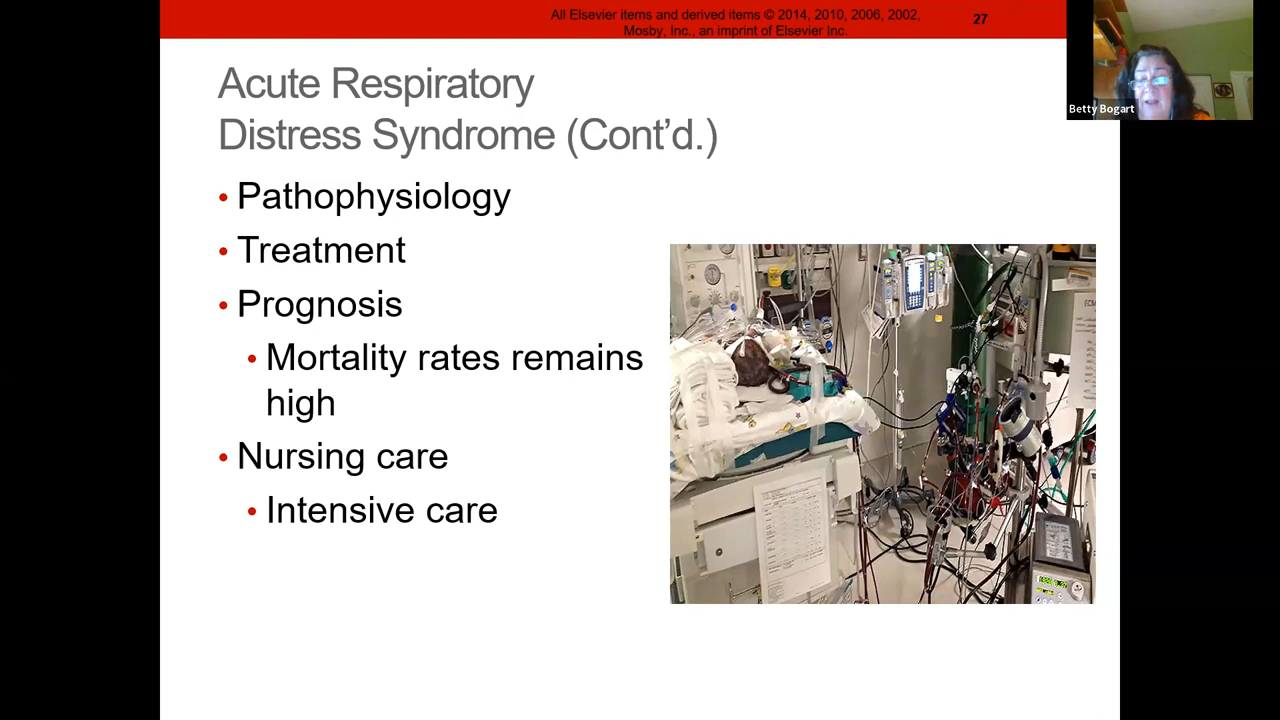 All Elsevier items and derived items © 2014, 2010, 2006, 2002,
Mosby, Inc., an imprint of Elsevier Inc.
27
Betty Bogart
Acute Respiratory
Distress Syndrome (Cont’d.)
• Pathophysiology
• Treatment
• Prognosis
• Mortality rates remains
high
• Nursing care
• Intensive care